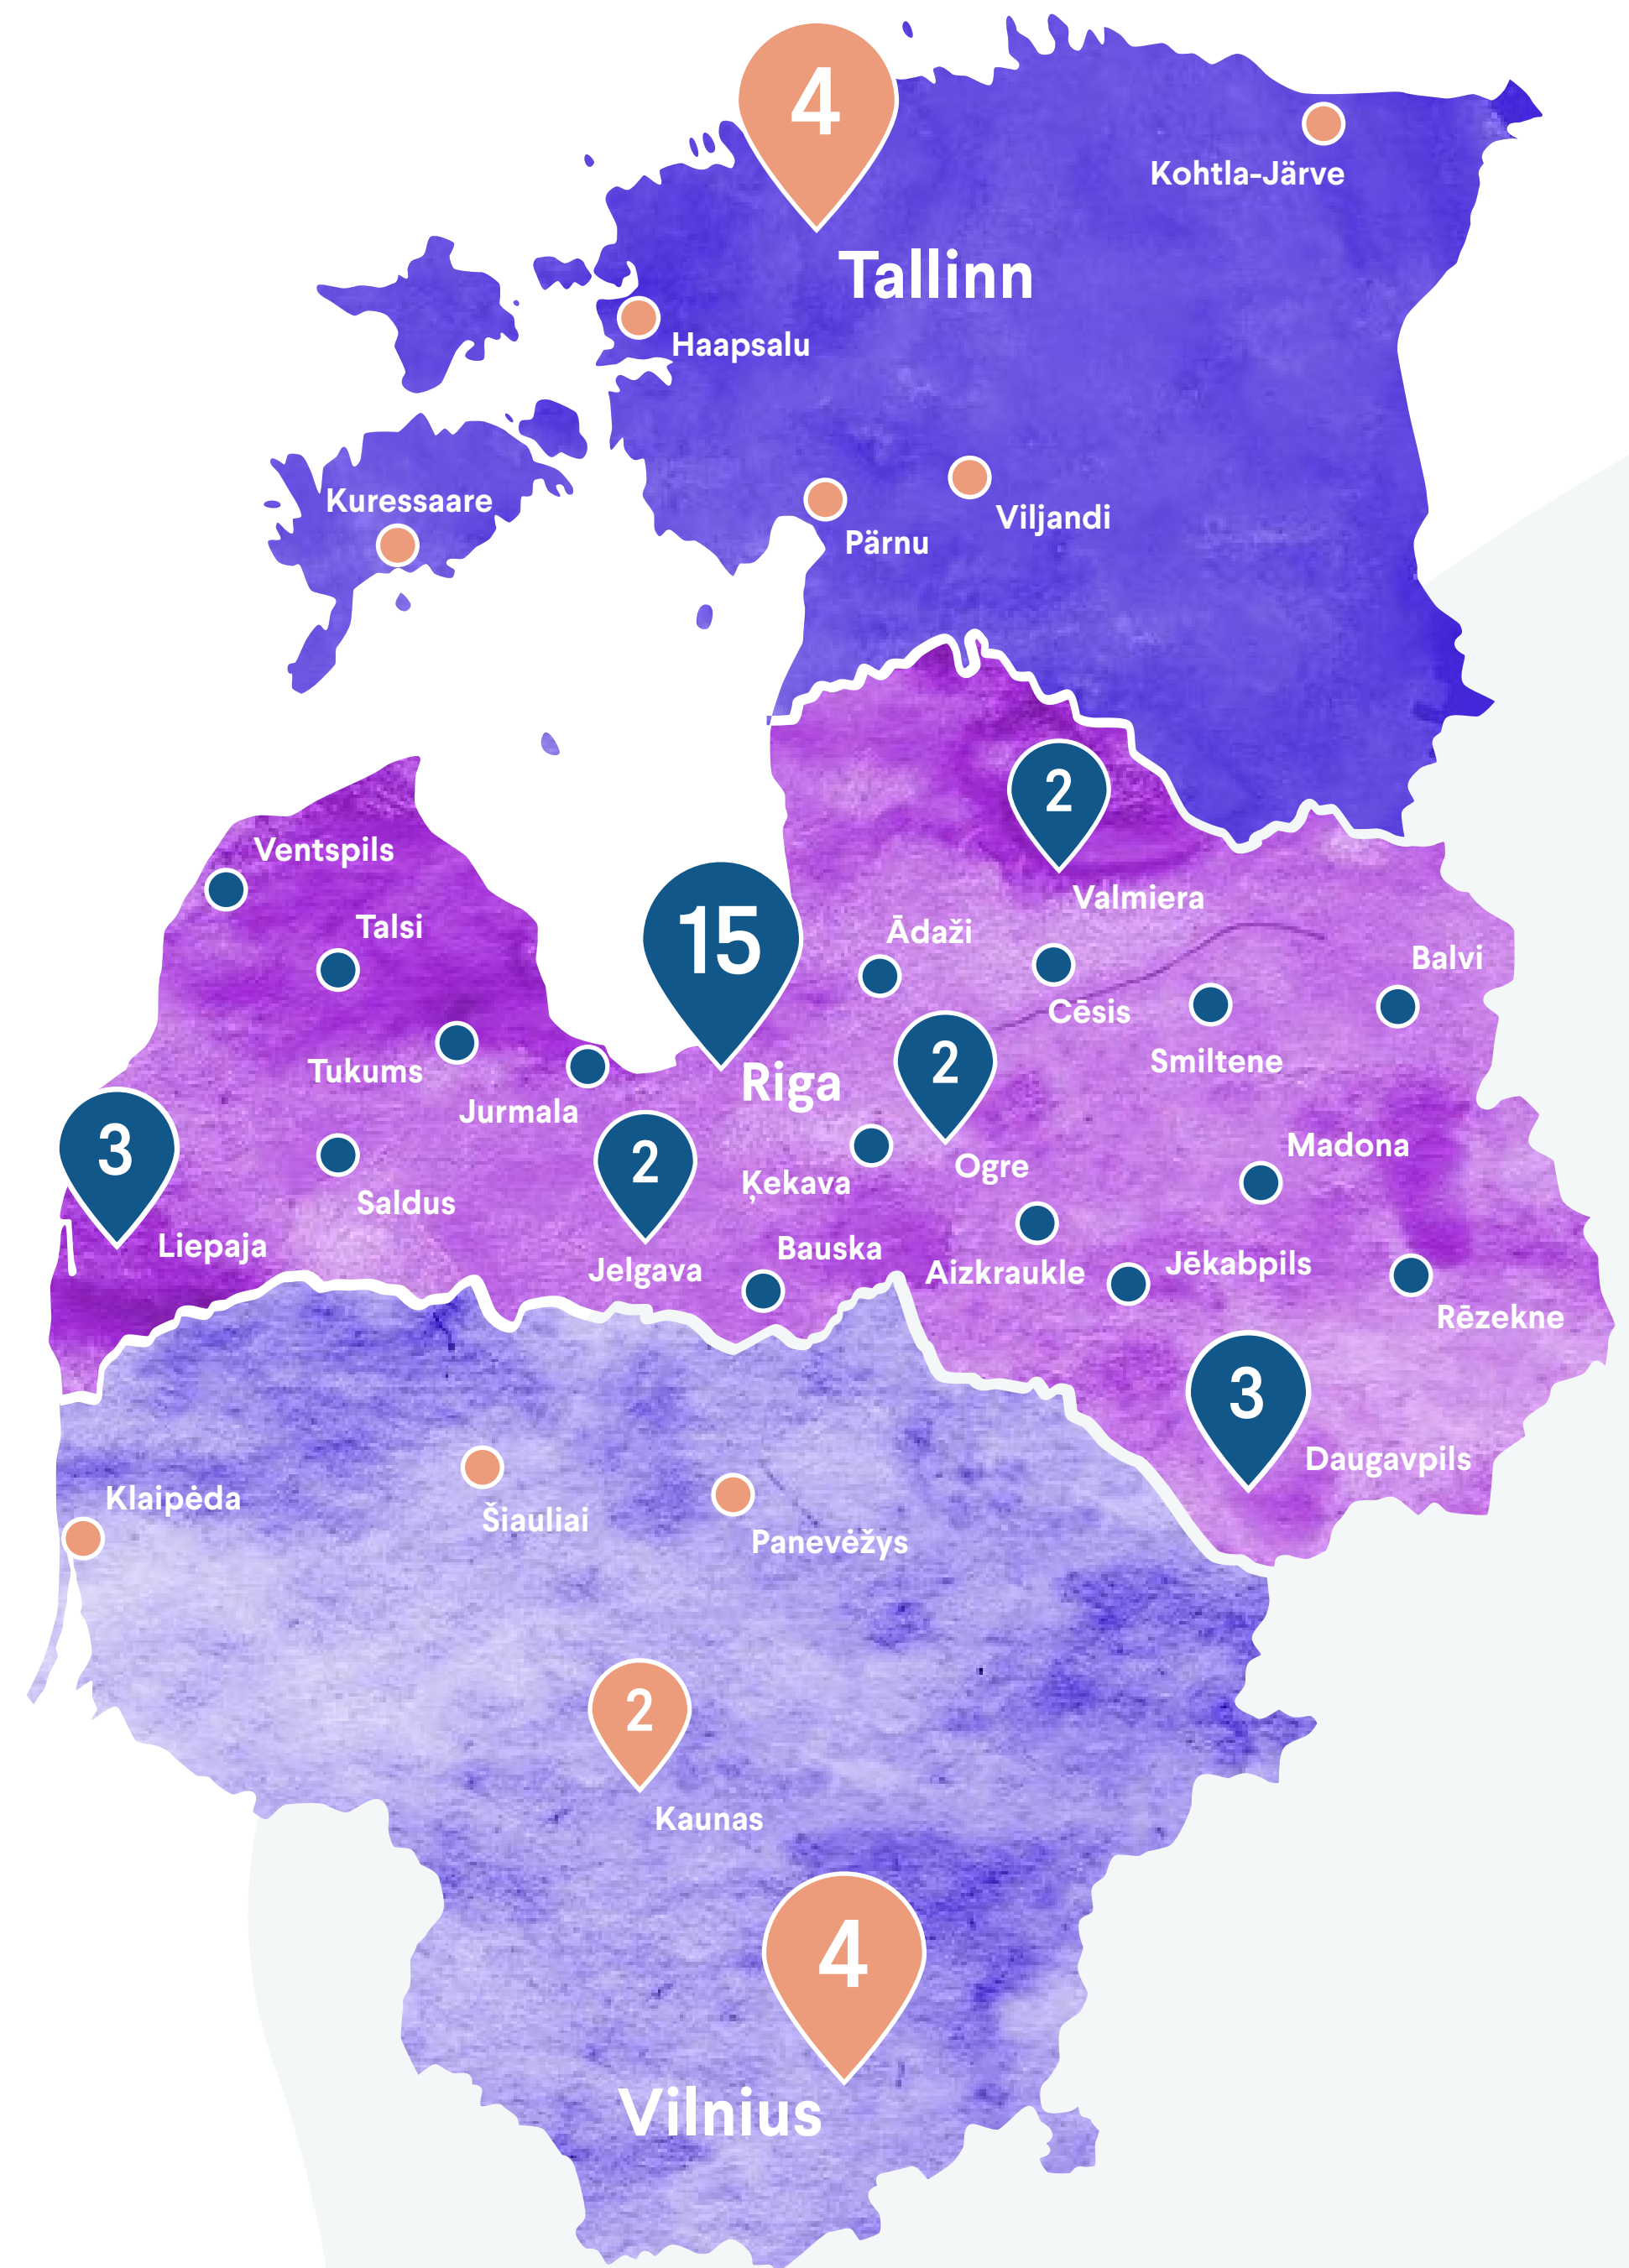 4
Kohtla-Järve
Tallinn
Haapsalu
Kuressaare
Viljandi
Pärnu
2
Ventspils
Valmiera
Talsi
15
Ādaži
Balvi
Cēsis
2
Smiltene
Tukums
Riga
Jurmala
3
2
Madona
Ogre
Ķekava
Saldus
Liepaja
Bauska
Jelgava
Aizkraukle
Jēkabpils
Rēzekne
3
Daugavpils
Klaipėda
Šiauliai
Panevėžys
2
Kaunas
4
Vilnius